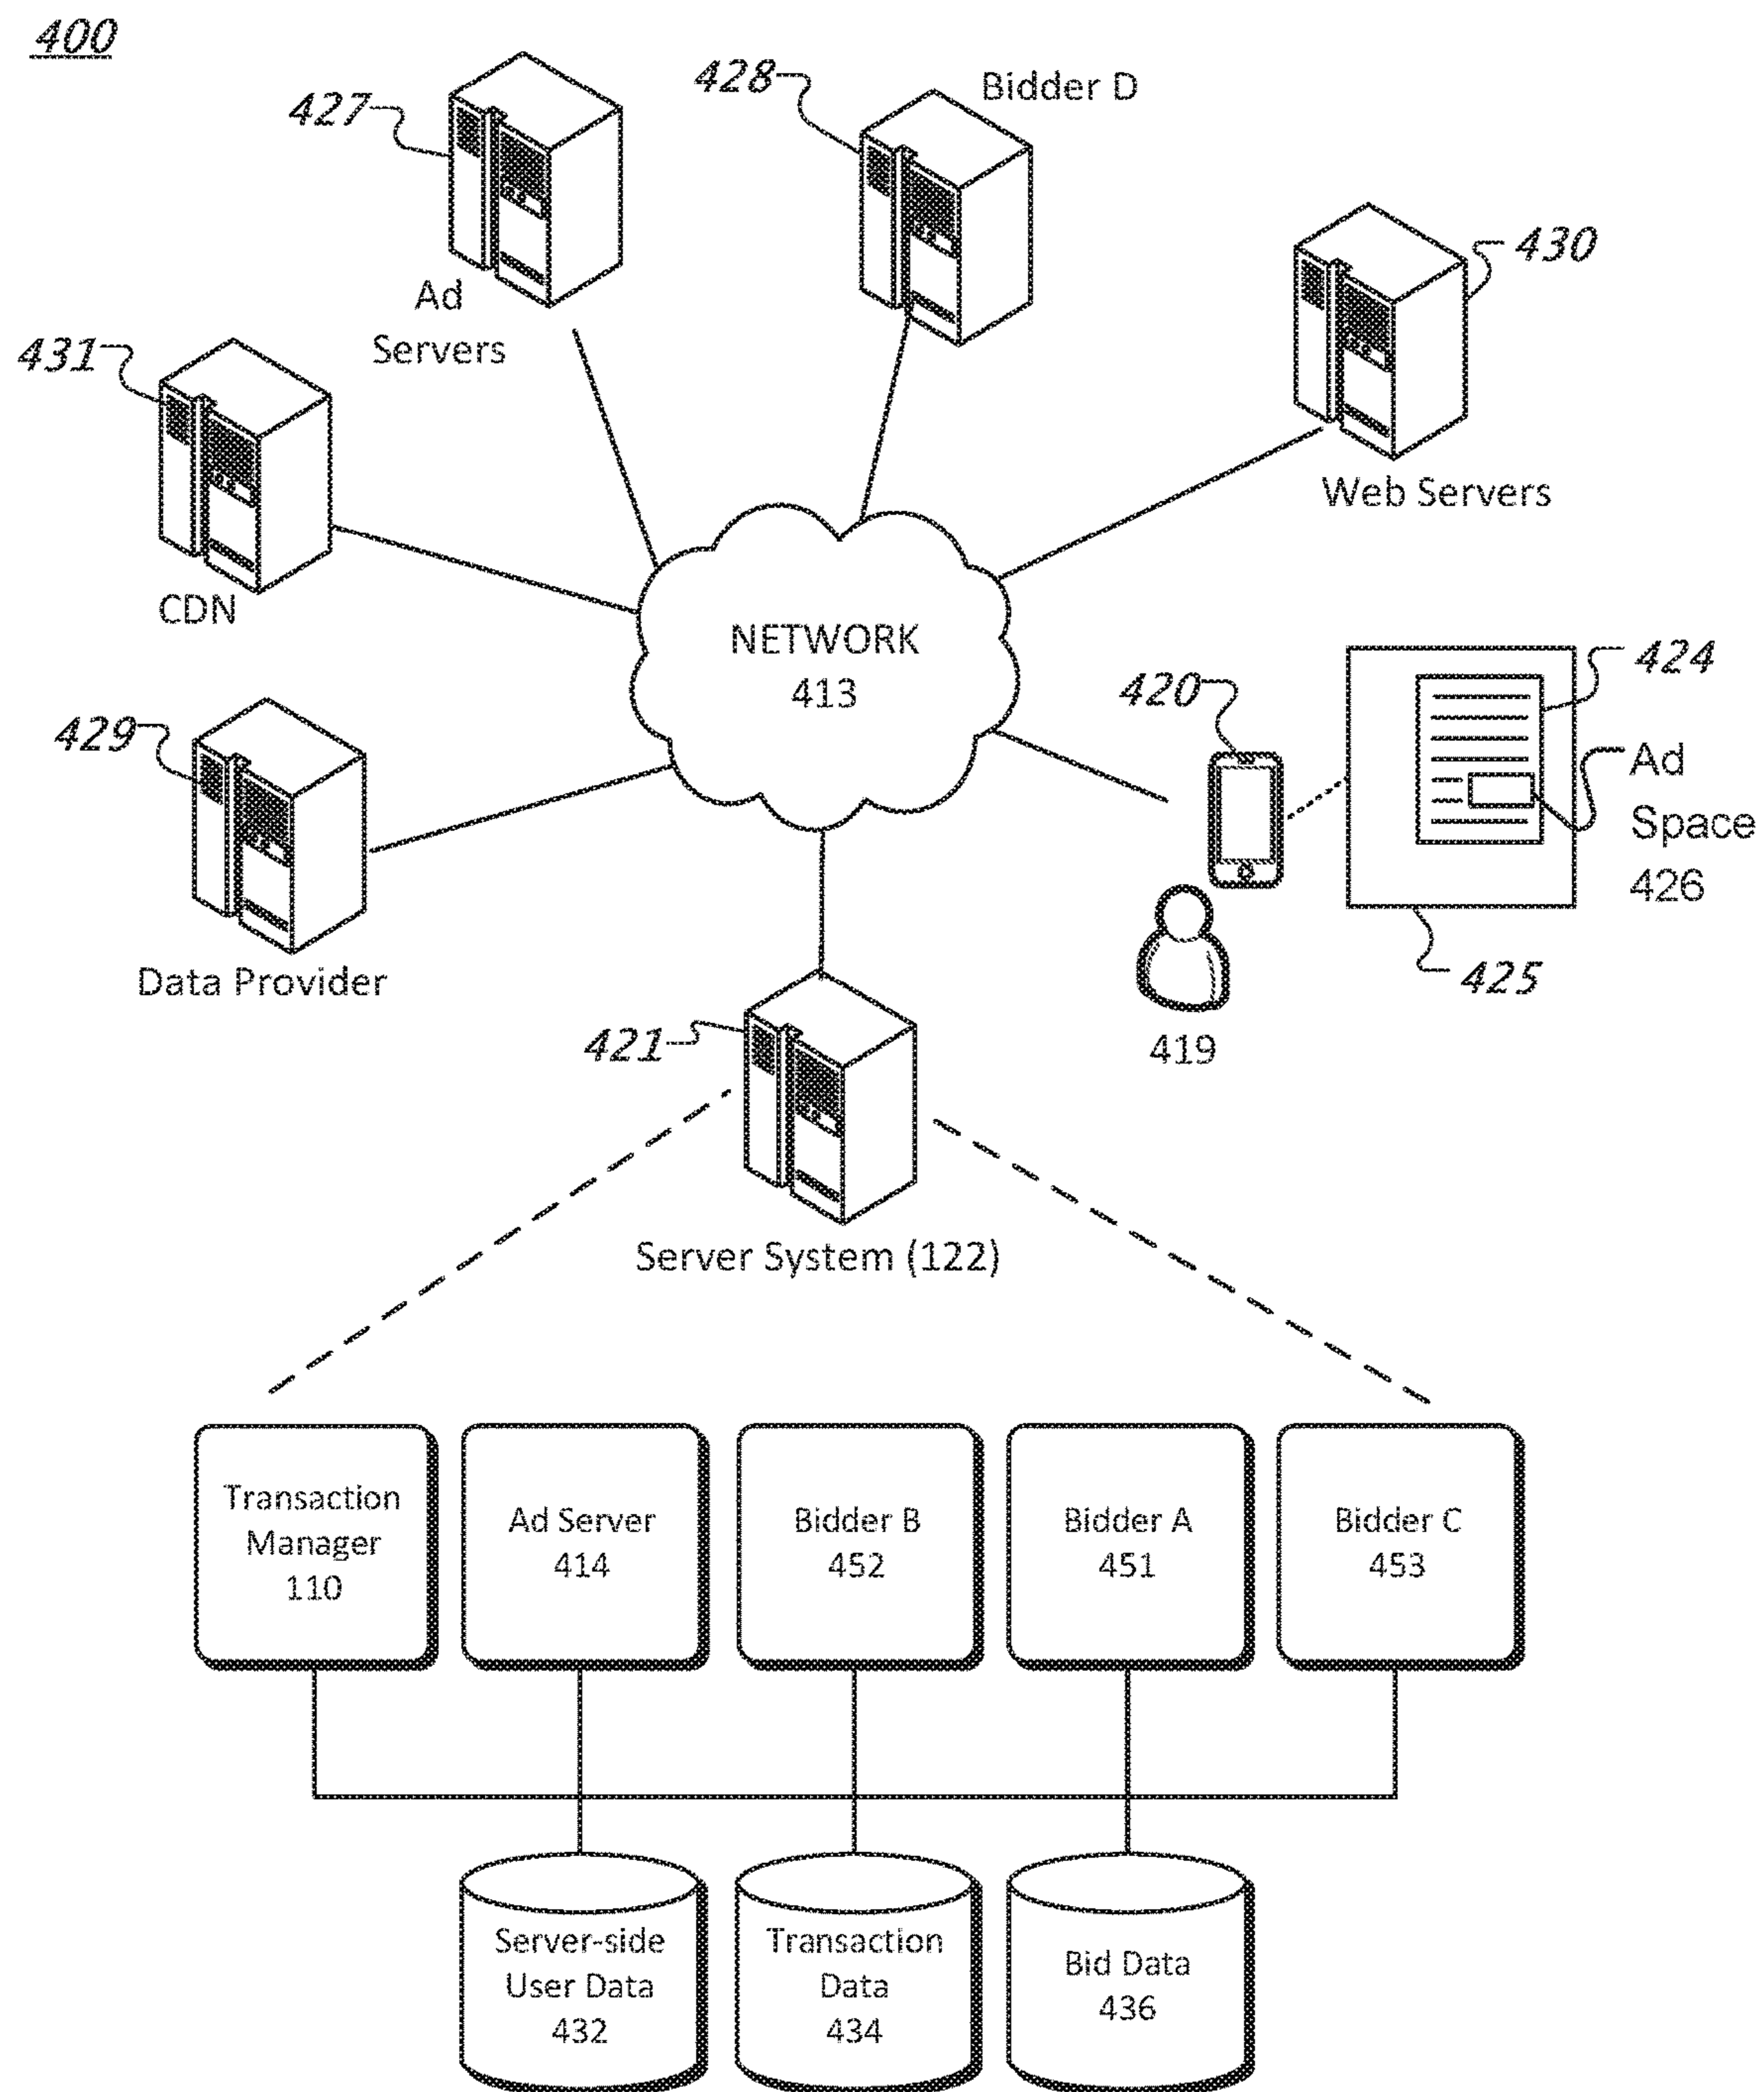 400
427
428
Bidder D
430
Ad
Servers
431
Web Servers
CDN
NETWORK
413
424
420
429
Ad
Space
426
Data Provider
425
421
419
Server System (122)
Transaction
Manager
110
Ad Server
414
Bidder B
452
Bidder A
451
Bidder C
453
Server-side
User Data
432
Transaction
Data
434
Bid Data
436